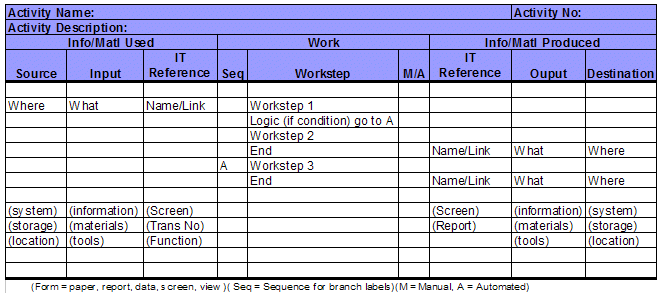 Activity Name: Activity No:
Activity Description:
Info/Matl Used Work Info/Matl Produced
IT IT
Source Input Reference Seq Workstep M/A Reference Ouput Destination
Where What Name/Link Workstep 1
Logic (if condition) go to A
Workstep 2
End Name/Link What Where
A Workstep 3
End Name/Link What Where
(system) (information) (Screen) (Screen) (information) (system)
(storage) (materials) (Trans No) (Report) (materials) (storage)
(location) (tools) (Function) (tools) (location)
(Form = paper, report, data, screen, view )( Seq = Sequence for branch labels)(M = Manual, A = Automated)